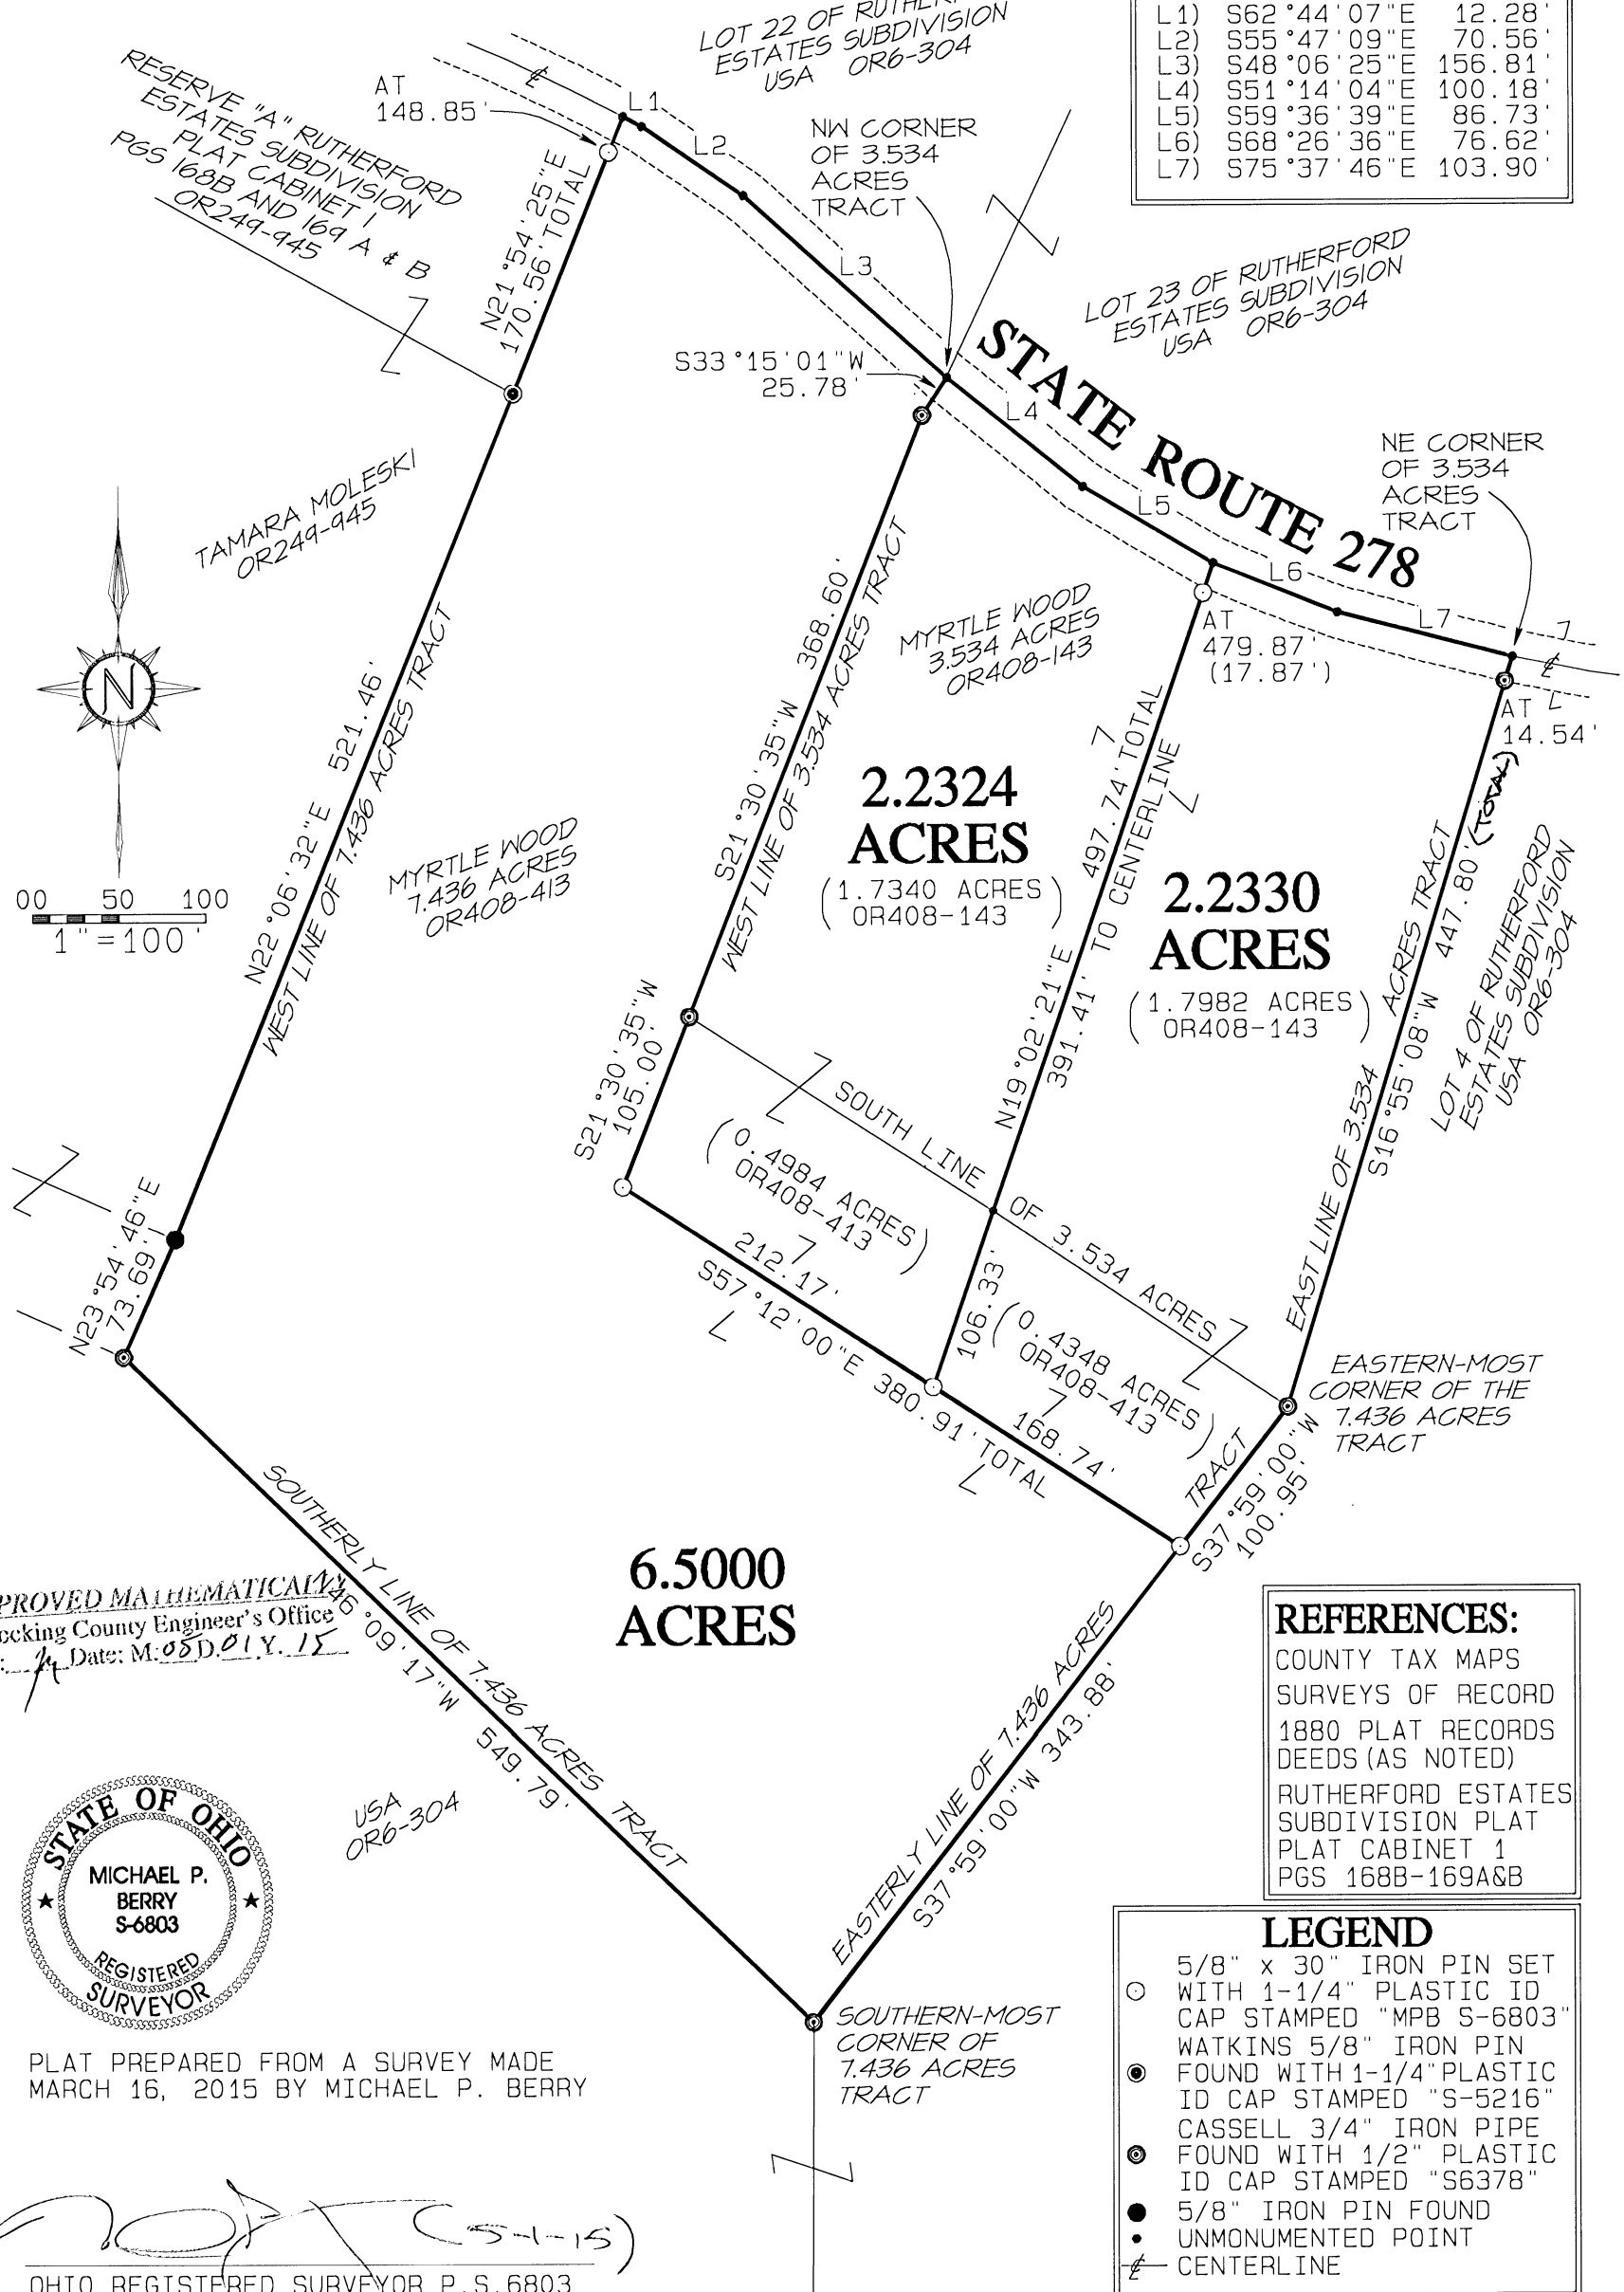 LOT 22 OF
ESTATES SUBDIVISION
USA OR6-304
L1) S62°44'07"E 12.28'
L2) S55°47'09"E 70.56'
L3) S48°06'25"E 156.81'
L4) S51°14'04"E 100.18'
L5) S59°36'39"E 86.73'
L6) S68°26'36"E 76.62'
L7) S75°37'46"E 103.90'
RESERVE "A" RUTHERFORD
ESTATES SUBDIVISION
PLAT CABINET 1
PGS 168B AND 169 A & B
OR249-945
AT
148.85'
L1
L2
L3
L4
L5
L6
L7
NW CORNER
OF 3.534
ACRES
TRACT
N21°54'25"E
170.56' TOTAL
LOT 23 OF RUTHERFORD
ESTATES SUBDIVISION
USA OR6-304
S33°15'01"W
25.78'
STATE ROUTE 278
NE CORNER
OF 3.534
ACRES
TRACT
TAMARA MOLESKI
OR249-945
N
00 50 100
1"=100'
N22°06'32"E 521.46'
WEST LINE OF 7.436 ACRES TRACT
MYRTLE WOOD
7.436 ACRES
OR408-413
S21°30'35"W 368.60'
WEST LINE OF 3.534 ACRES TRACT
MYRTLE WOOD
3.534 ACRES
OR408-143
AT
479.87'
(17.87')
AT
14.54'
2.2324
ACRES
(1.7340 ACRES)
OR408-143
N19°02'21"E 497.74' TOTAL
391.41' TO CENTERLINE
2.2330
ACRES
(1.7982 ACRES)
OR408-143
S16°55'08"W 447.80' (TOTAL)
EAST LINE OF 3.534 ACRES TRACT
LOT 4 OF RUTHERFORD
ESTATES SUBDIVISION
USA OR6-304
S21°30'35"W
105.00'
SOUTH LINE OF 3.534 ACRES TRACT
(0.4984 ACRES)
OR408-413
212.17'
S57°12'00"E 380.91' TOTAL
106.33'
(0.4348 ACRES)
OR408-413
168.74'
N23°54'46"E
73.69'
EASTERN-MOST
CORNER OF THE
7.436 ACRES
TRACT
S37°59'00"W
100.95'
6.5000
ACRES
SOUTHERLY LINE OF 7.436 ACRES TRACT
N46°09'17"W 549.79'
PROVED MATHEMATICALLY
ocking County Engineer's Office
Date: M:05D.01Y.15
EASTERLY LINE OF 7.436 ACRES
S37°59'00"W 343.88'
USA
OR6-304
STATE OF OHIO
MICHAEL P.
BERRY
S-6803
REGISTERED
SURVEYOR
REFERENCES:
COUNTY TAX MAPS
SURVEYS OF RECORD
1880 PLAT RECORDS
DEEDS (AS NOTED)
RUTHERFORD ESTATES
SUBDIVISION PLAT
PLAT CABINET 1
PGS 168B-169A&B
SOUTHERN-MOST
CORNER OF
7.436 ACRES
TRACT
LEGEND
5/8" x 30" IRON PIN SET
WITH 1-1/4" PLASTIC ID
CAP STAMPED "MPB S-6803"
WATKINS 5/8" IRON PIN
FOUND WITH 1-1/4" PLASTIC
ID CAP STAMPED "S-5216"
CASSELL 3/4" IRON PIPE
FOUND WITH 1/2" PLASTIC
ID CAP STAMPED "S6378"
5/8" IRON PIN FOUND
UNMONUMENTED POINT
CENTERLINE
PLAT PREPARED FROM A SURVEY MADE
MARCH 16, 2015 BY MICHAEL P. BERRY
(5-1-15)
OHIO REGISTERED SURVEYOR P.S.6803